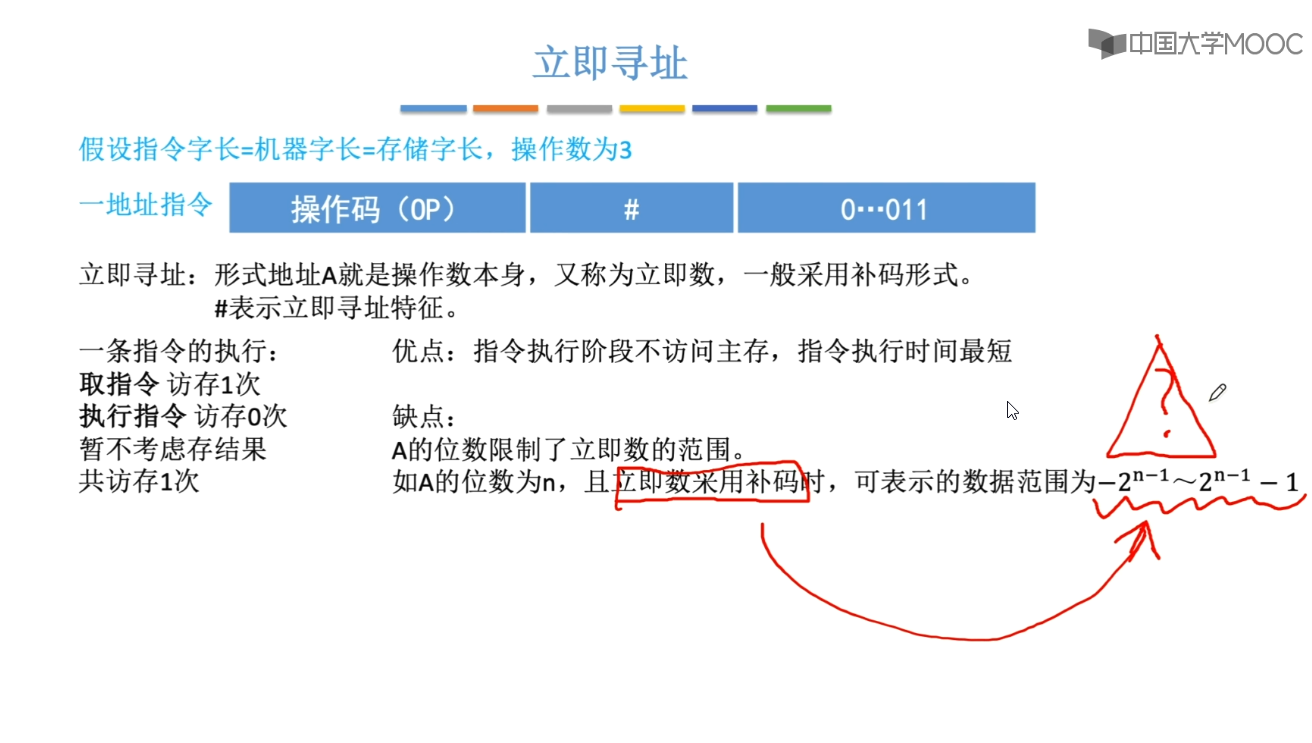 中国大学MOOC
立即寻址
假设指令字长=机器字长=存储字长，操作数为3
一地址指令 操作码（OP） # 0…011
立即寻址：形式地址A就是操作数本身，又称为立即数，一般采用补码形式。
#表示立即寻址特征。
一条指令的执行：
取指令 访存1次
执行指令 访存0次
暂不考虑存结果
共访存1次
优点：指令执行阶段不访问主存，指令执行时间最短
缺点：
A的位数限制了立即数的范围。
如A的位数为n，且立即数采用补码时，可表示的数据范围为−2ⁿ⁻¹～2ⁿ⁻¹ − 1
?